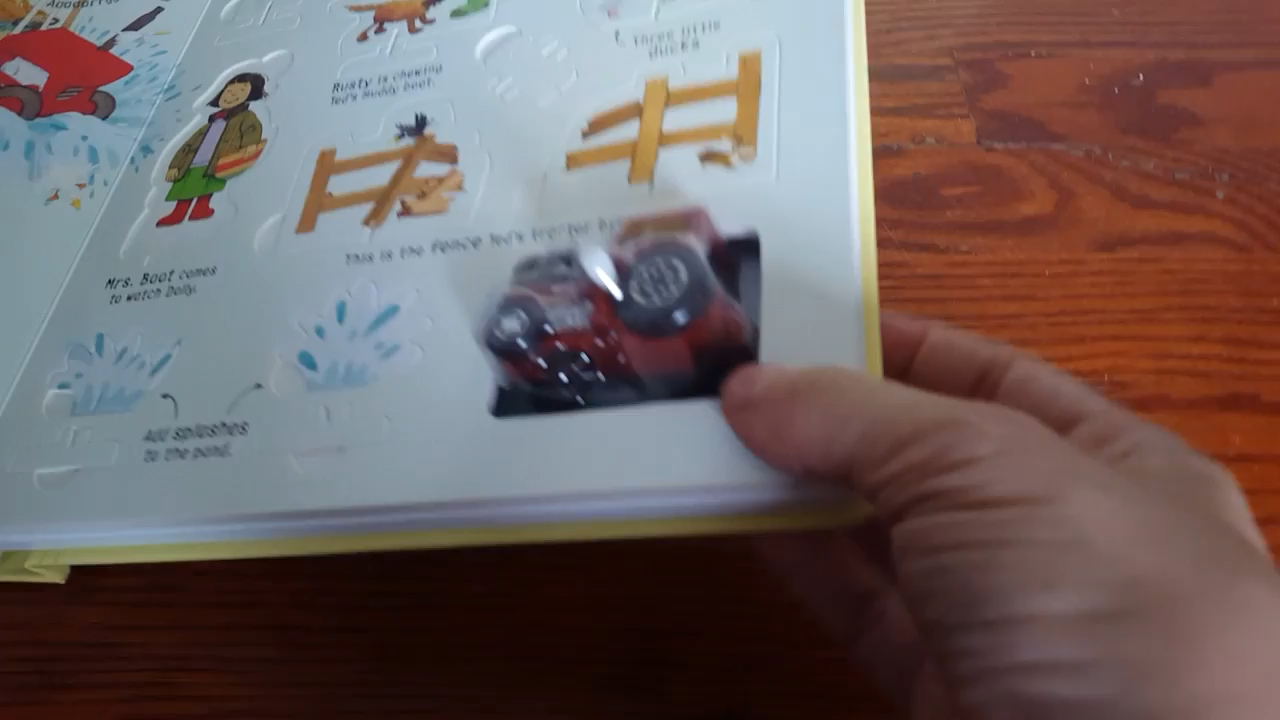 Three little
ducks
Rusty is chewing
Ted's muddy boot.
This is the fence Ted's tractor
Mrs. Boot comes
to watch Dolly.
Add splashes
to the pond.